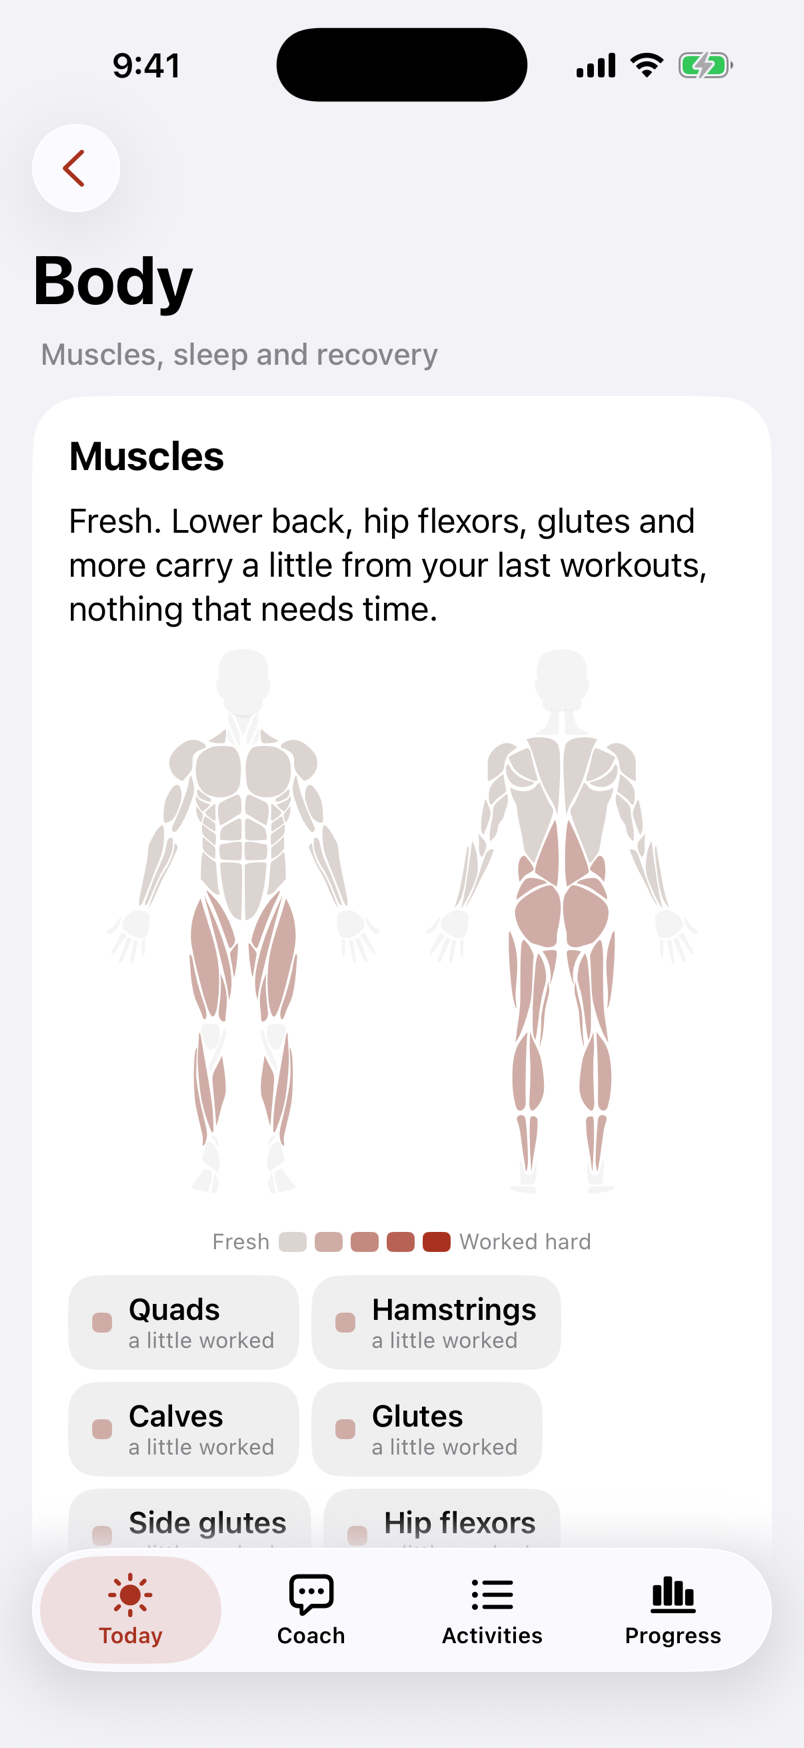 9:41
Body
Muscles, sleep and recovery
Muscles
Fresh. Lower back, hip flexors, glutes and
more carry a little from your last workouts,
nothing that needs time.
Fresh
Worked hard
Quads
a little worked
Hamstrings
a little worked
Calves
a little worked
Glutes
a little worked
Side glutes
Hip flexors
Today
Coach
Activities
Progress